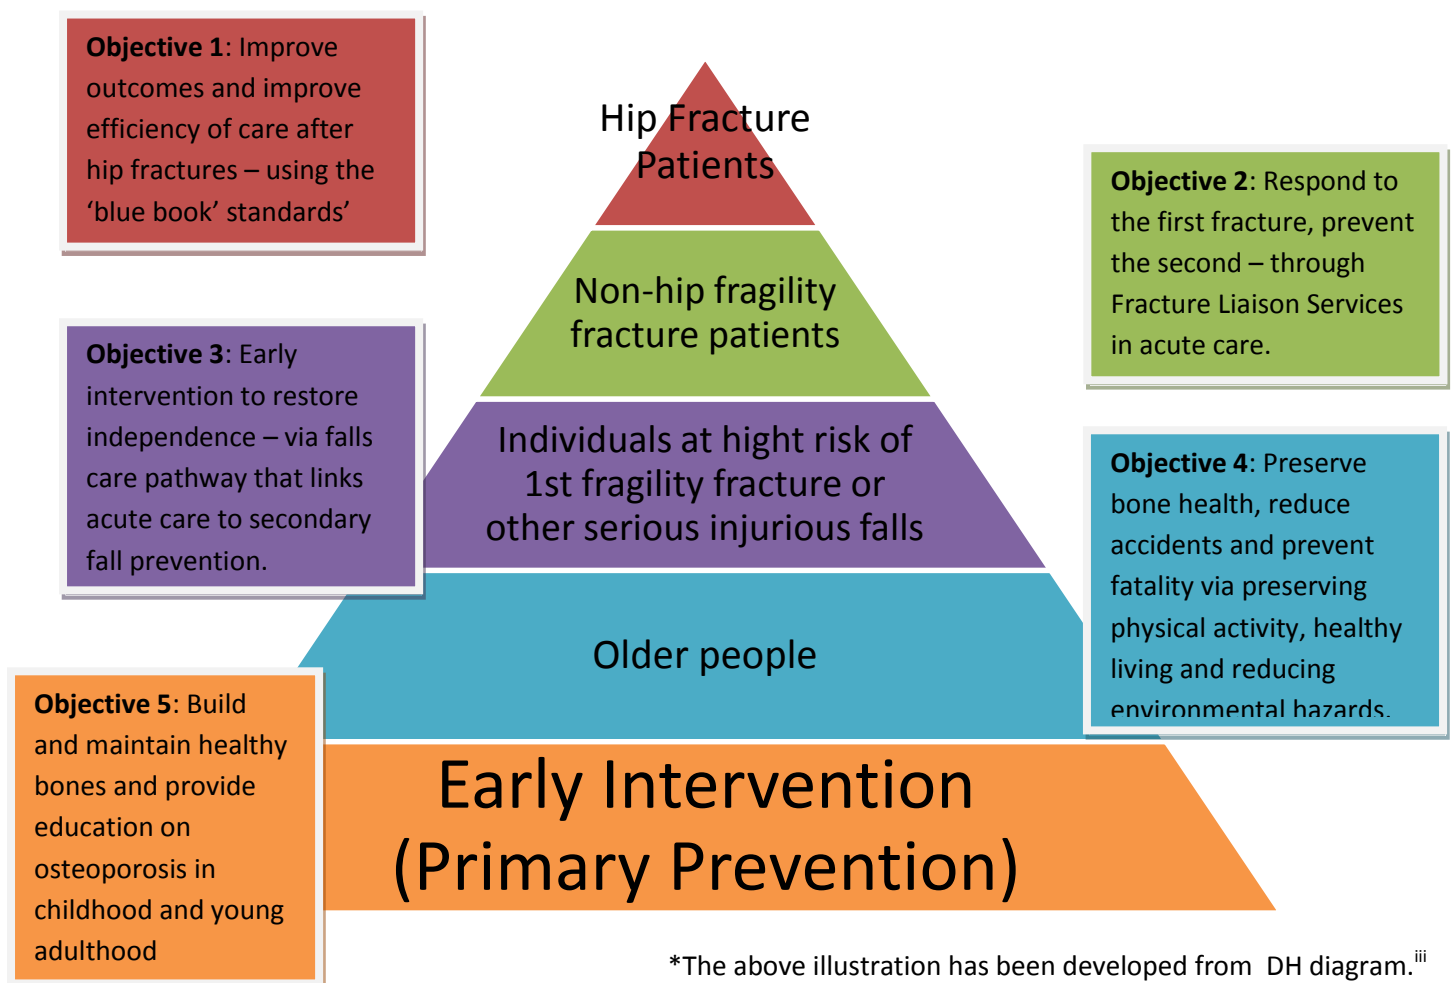 Objective 1: Improve
outcomes and improve
efficiency of care after
hip fractures – using the
‘blue book’ standards’
Hip Fracture
Patients
Objective 2: Respond to
the first fracture, prevent
the second – through
Fracture Liaison Services
in acute care.
Non-hip fragility
fracture patients
Objective 3: Early
intervention to restore
independence – via falls
care pathway that links
acute care to secondary
fall prevention.
Individuals at hight risk of
1st fragility fracture or
other serious injurious falls
Objective 4: Preserve
bone health, reduce
accidents and prevent
fatality via preserving
physical activity, healthy
living and reducing
environmental hazards.
Older people
Objective 5: Build
and maintain healthy
bones and provide
education on
osteoporosis in
childhood and young
adulthood
Early Intervention
(Primary Prevention)
*The above illustration has been developed from  DH diagram.iii